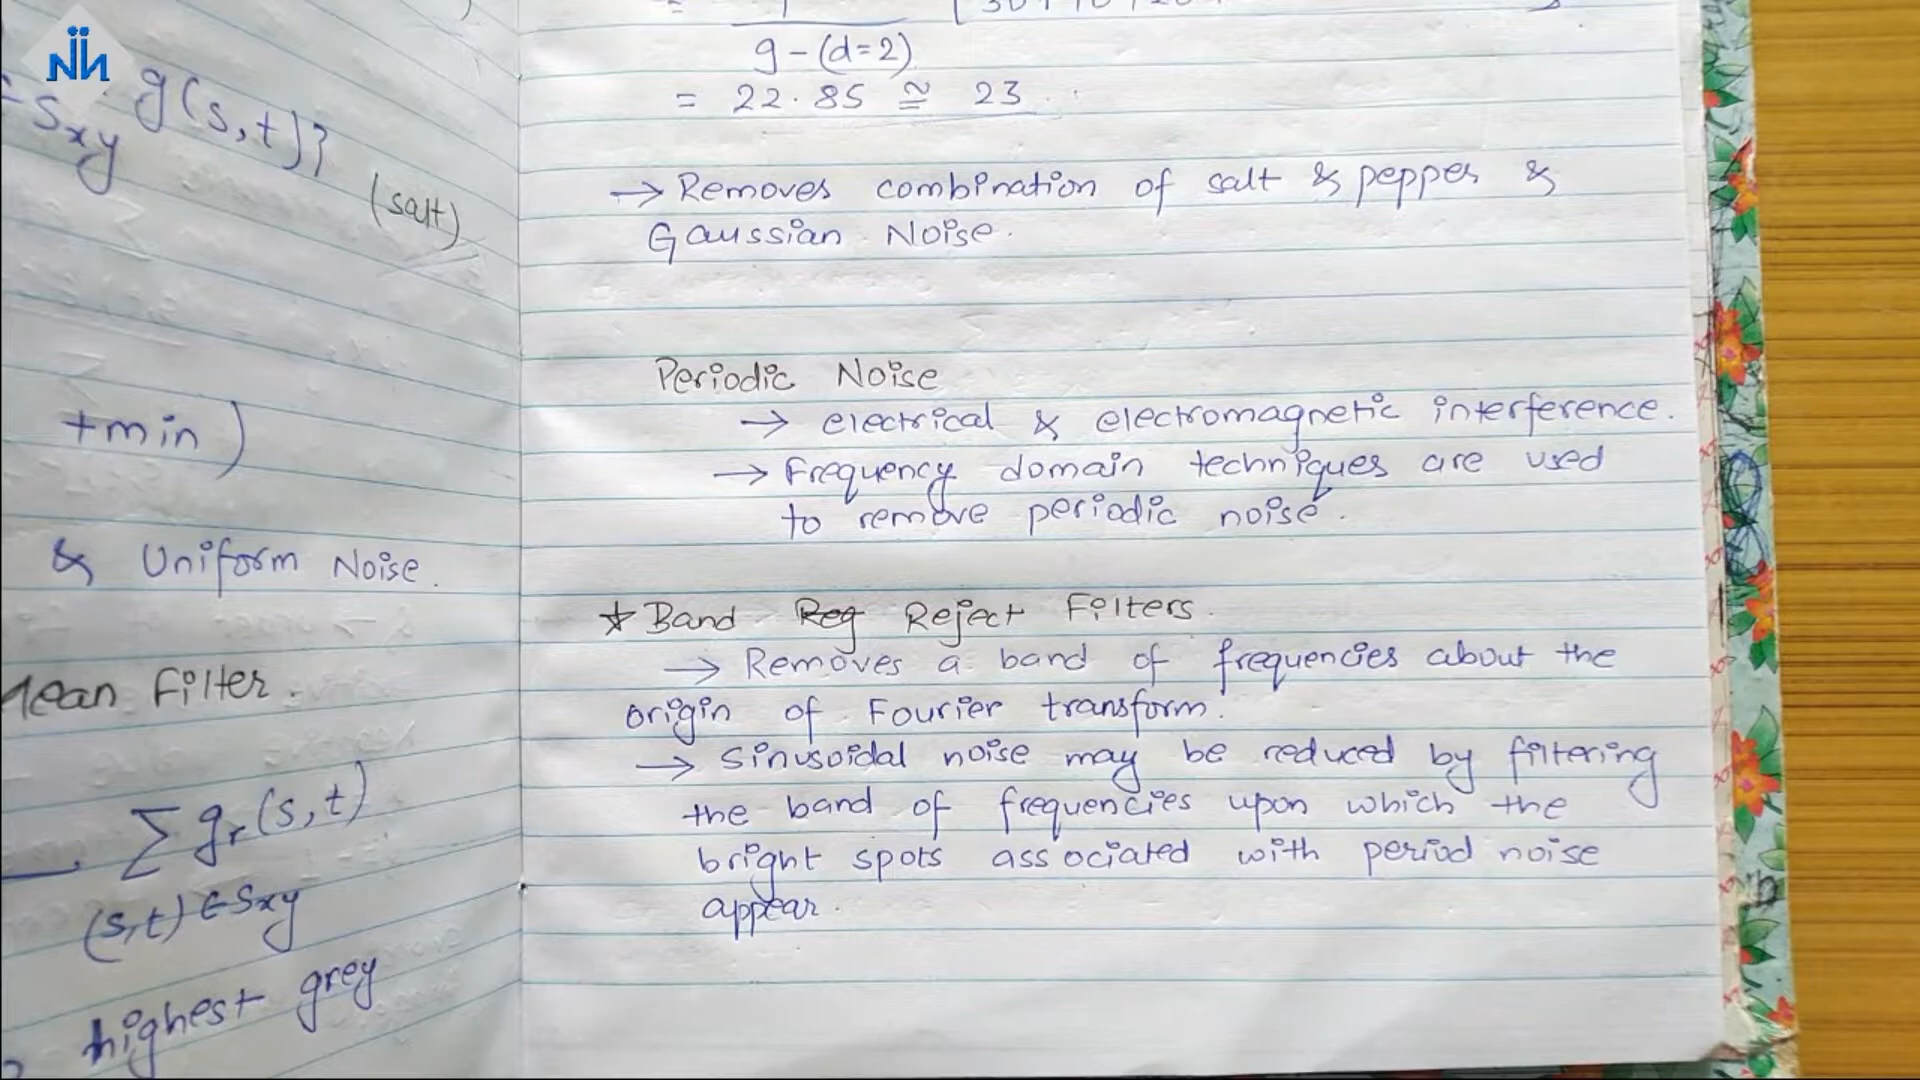 g(s,t)}
Sxy
(salt)
+min)
& Uniform Noise.
Mean Filter.
Σ gr(s,t)
(s,t) ∈ Sxy
highest grey
9 - (d=2)
= 22.85 ≅ 23
→ Removes combination of salt & pepper &
Gaussian Noise.
Periodic Noise
→ electrical & electromagnetic interference.
→ Frequency domain techniques are used
to remove periodic noise.
☆ Band Reg Reject Filters.
→ Removes a band of frequencies about the
origin of Fourier transform.
→ Sinusoidal noise may be reduced by filtering
the band of frequencies upon which the
bright spots associated with period noise
appear.